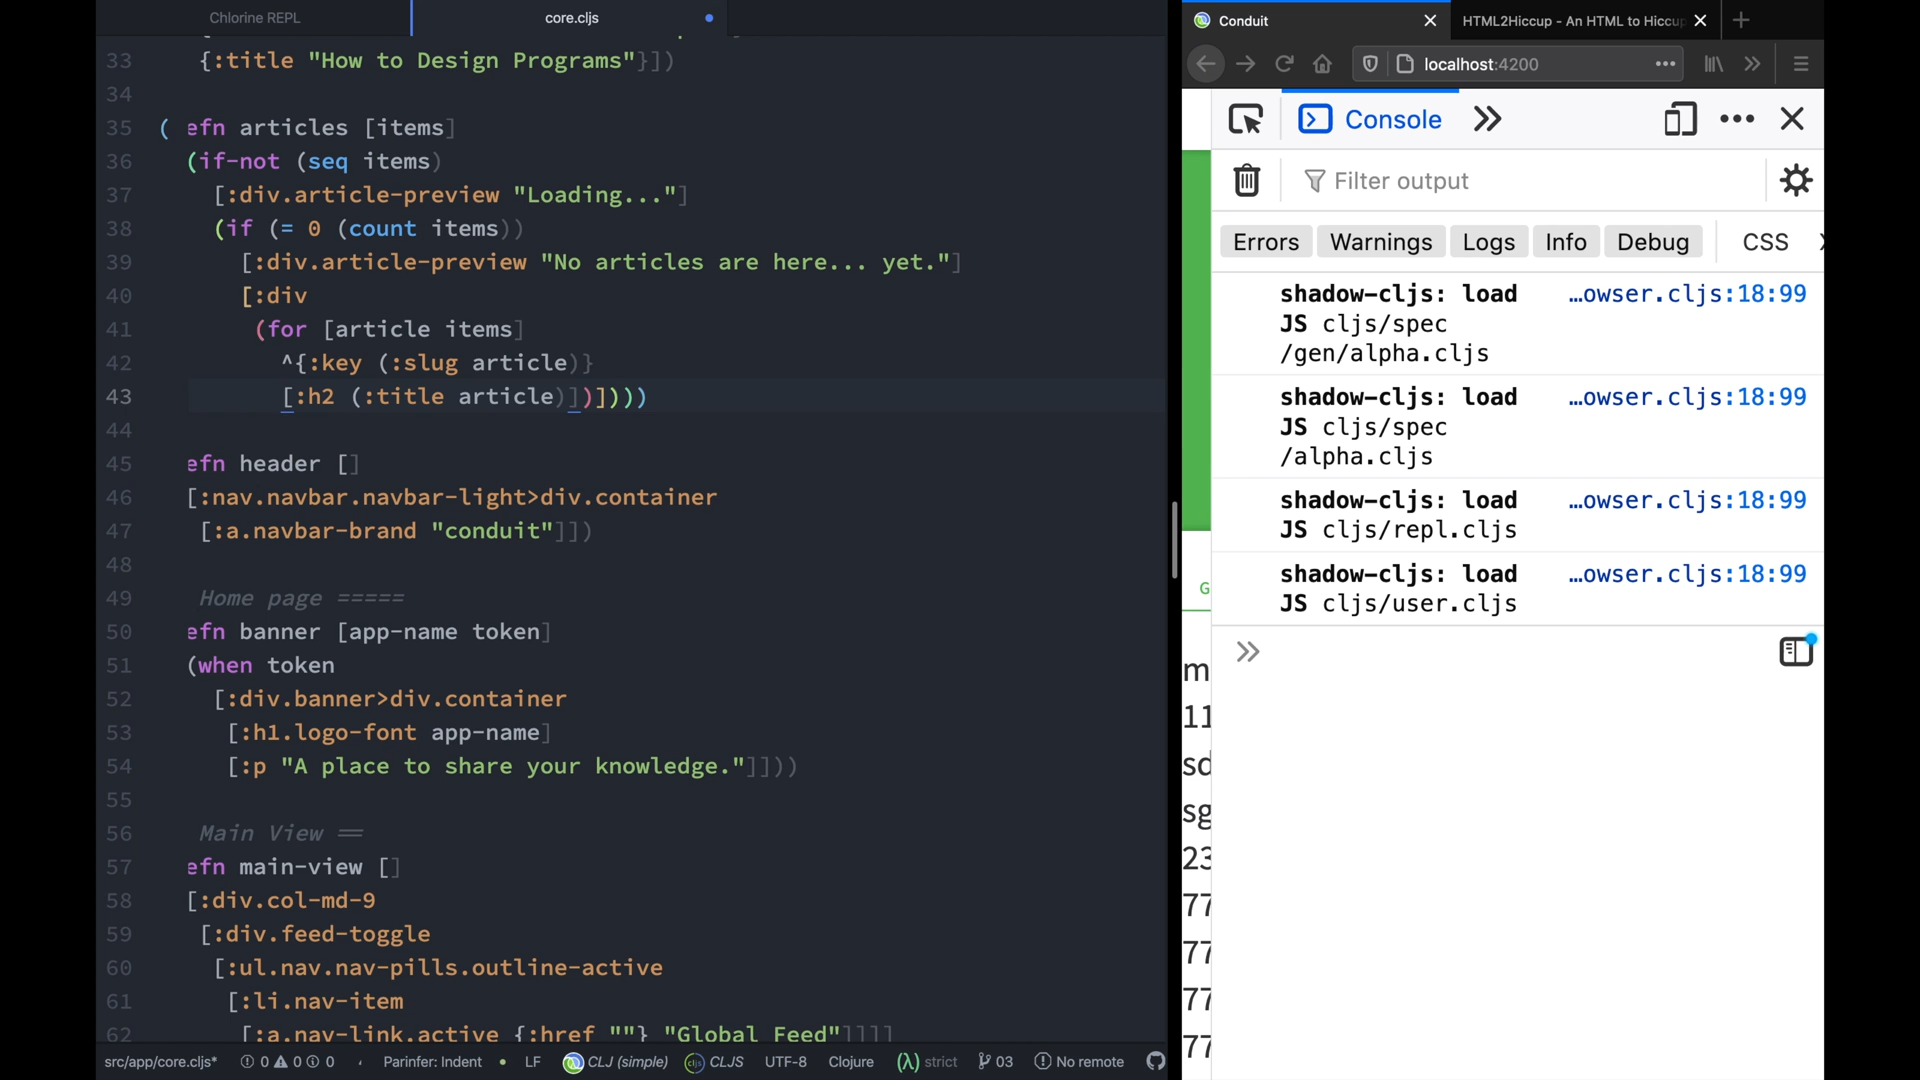 Chlorine REPL
core.cljs
33 {:title "How to Design Programs"}])
34
35 ( efn articles [items]
36 (if-not (seq items)
37 [:div.article-preview "Loading..."]
38 (if (= 0 (count items))
39 [:div.article-preview "No articles are here... yet."]
40 [:div
41 (for [article items]
42 ^{:key (:slug article)}
43 [:h2 (:title article)])])))
44
45 efn header []
46 [:nav.navbar.navbar-light>div.container
47 [:a.navbar-brand "conduit"]])
48
49 Home page =====
50 efn banner [app-name token]
51 (when token
52 [:div.banner>div.container
53 [:h1.logo-font app-name]
54 [:p "A place to share your knowledge."]]))
55
56 Main View ==
57 efn main-view []
58 [:div.col-md-9
59 [:div.feed-toggle
60 [:ul.nav.nav-pills.outline-active
61 [:li.nav-item
62 [:a.nav-link.active {:href ""} "Global Feed"]]]]
src/app/core.cljs* 0 0 0 Parinfer: Indent LF CLJ (simple) CLJS UTF-8 Clojure (λ) strict 03 No remote
Conduit
HTML2Hiccup - An HTML to Hiccup
localhost:4200
Console
Filter output
Errors Warnings Logs Info Debug CSS
shadow-cljs: load …owser.cljs:18:99
JS cljs/spec
/gen/alpha.cljs
shadow-cljs: load …owser.cljs:18:99
JS cljs/spec
/alpha.cljs
shadow-cljs: load …owser.cljs:18:99
JS cljs/repl.cljs
shadow-cljs: load …owser.cljs:18:99
JS cljs/user.cljs
G
m
11
sd
sg
23
77
77
77
77